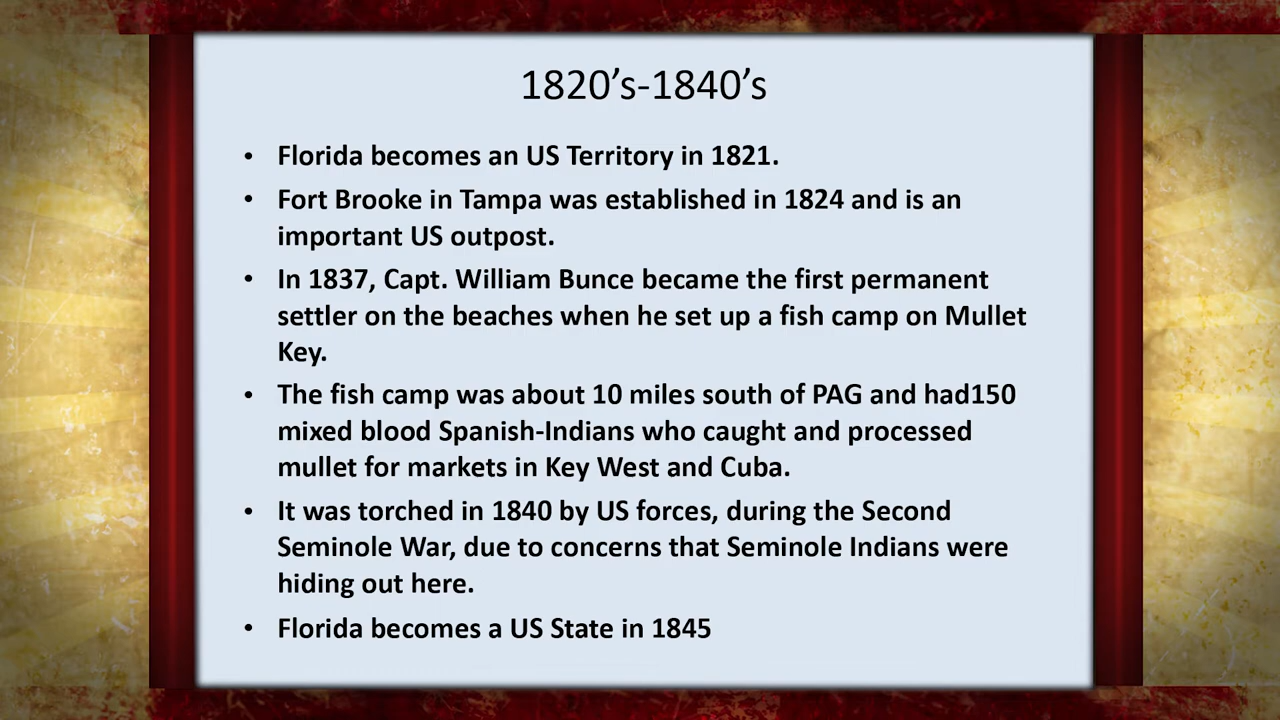 1820’s-1840’s
• Florida becomes an US Territory in 1821.
• Fort Brooke in Tampa was established in 1824 and is an
important US outpost.
• In 1837, Capt. William Bunce became the first permanent
settler on the beaches when he set up a fish camp on Mullet
Key.
• The fish camp was about 10 miles south of PAG and had150
mixed blood Spanish-Indians who caught and processed
mullet for markets in Key West and Cuba.
• It was torched in 1840 by US forces, during the Second
Seminole War, due to concerns that Seminole Indians were
hiding out here.
• Florida becomes a US State in 1845